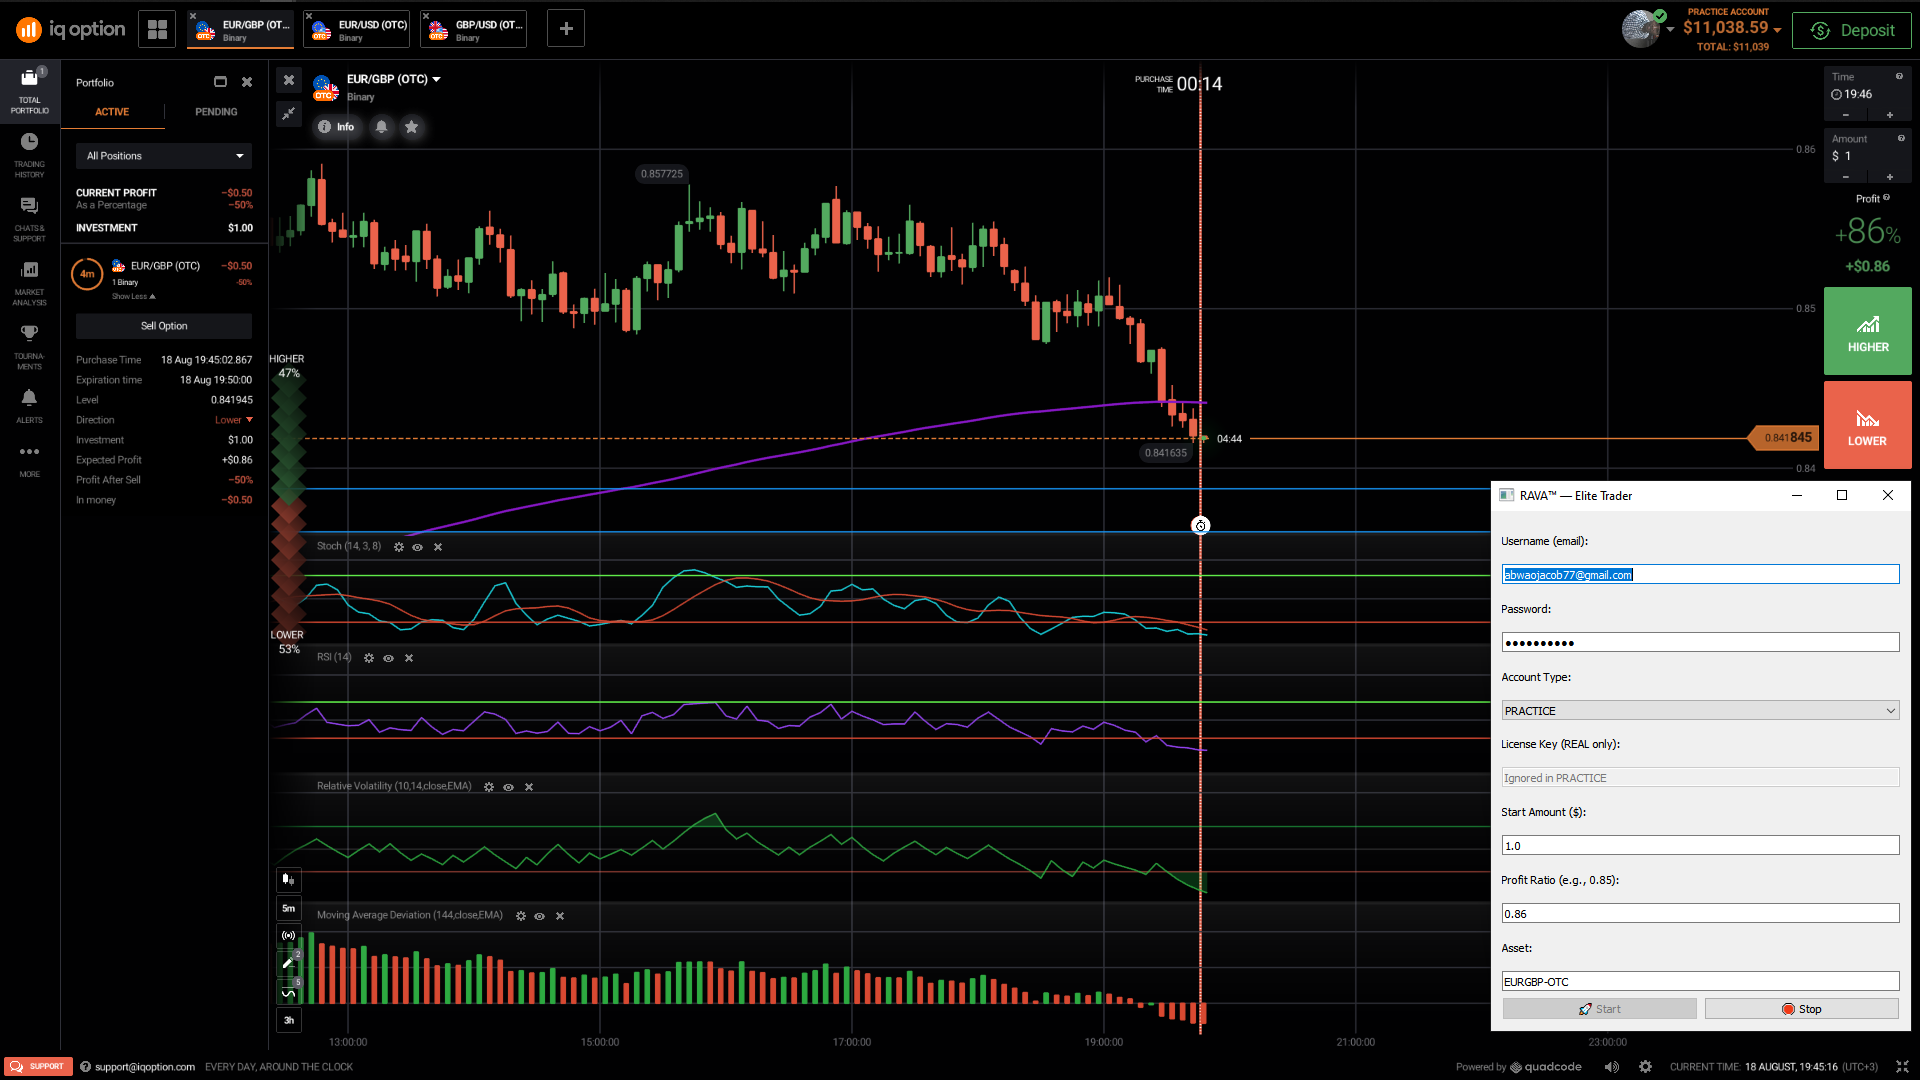 iq option
EUR/GBP (OT...
Binary
EUR/USD (OTC)
Binary
GBP/USD (OT...
Binary
PRACTICE ACCOUNT
$11,038.59
TOTAL: $11,039
Deposit
1
TOTAL
PORTFOLIO
TRADING
HISTORY
CHATS &
SUPPORT
MARKET
ANALYSIS
TOURNA-
MENTS
ALERTS
MORE
Portfolio
ACTIVE
PENDING
All Positions
CURRENT PROFIT −$0.50
As a Percentage −50%
INVESTMENT $1.00
4m
EUR/GBP (OTC) −$0.50
1 Binary -50%
Show Less
Sell Option
Purchase Time 18 Aug 19:45:02.867
Expiration time 18 Aug 19:50:00
Level 0.841945
Direction Lower
Investment $1.00
Expected Profit +$0.86
Profit After Sell −50%
In money −$0.50
EUR/GBP (OTC)
Binary
Info
PURCHASE
TIME 00:14
0.857725
0.841635
04:44
0.86
0.85
0.841845
0.84
HIGHER
47%
LOWER
53%
Stoch (14, 3, 8)
RSI (14)
Relative Volatility (10,14,close,EMA)
Moving Average Deviation (144,close,EMA)
5m
2
5
3h
13:00:00
15:00:00
17:00:00
19:00:00
21:00:00
23:00:00
Time
19:46
− +
Amount
$ 1
− +
Profit
+86%
+$0.86
HIGHER
LOWER
RAVA™ — Elite Trader
Username (email):
abwaojacob77@gmail.com
Password:
Account Type:
PRACTICE
License Key (REAL only):
Ignored in PRACTICE
Start Amount ($):
1.0
Profit Ratio (e.g., 0.85):
0.86
Asset:
EURGBP-OTC
Start
Stop
SUPPORT
support@iqoption.com
EVERY DAY, AROUND THE CLOCK
Powered by quadcode
CURRENT TIME: 18 AUGUST, 19:45:16 (UTC+3)